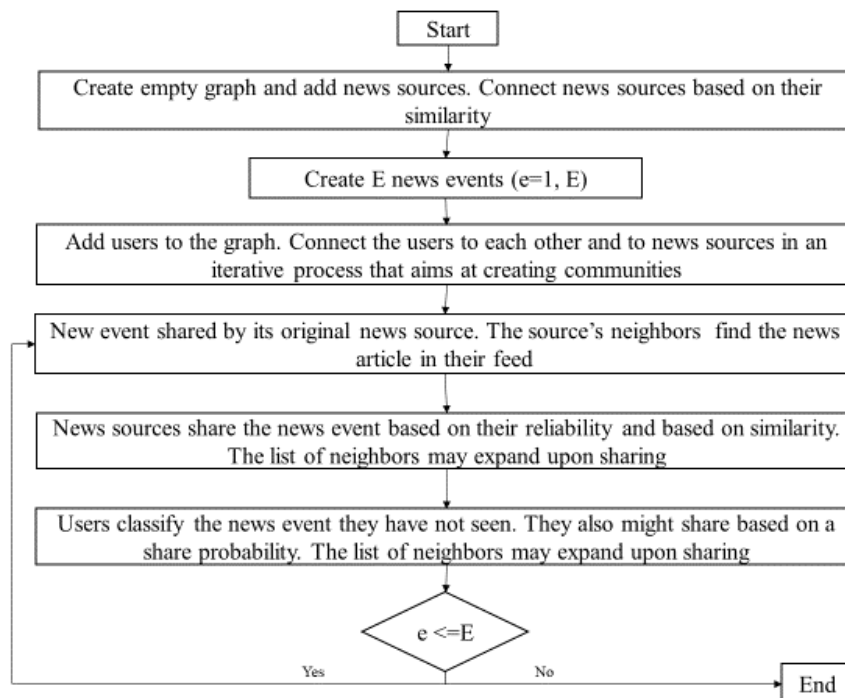 Start
Create empty graph and add news sources. Connect news sources based on their
similarity
Create E news events (e=1, E)
Add users to the graph. Connect the users to each other and to news sources in an
iterative process that aims at creating communities
New event shared by its original news source. The source's neighbors find the news
article in their feed
News sources share the news event based on their reliability and based on similarity.
The list of neighbors may expand upon sharing
Users classify the news event they have not seen. They also might share based on a
share probability. The list of neighbors may expand upon sharing
e <=E
Yes
No
End